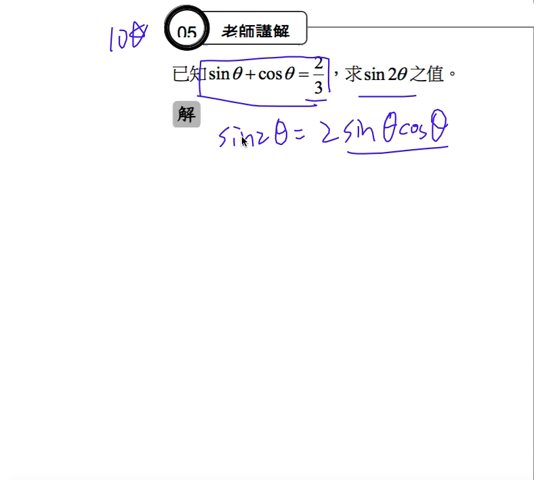 10θ
05 老師講解
已知sinθ+cosθ=2/3，求sin2θ之值。
解
sin2θ=2sinθcosθ